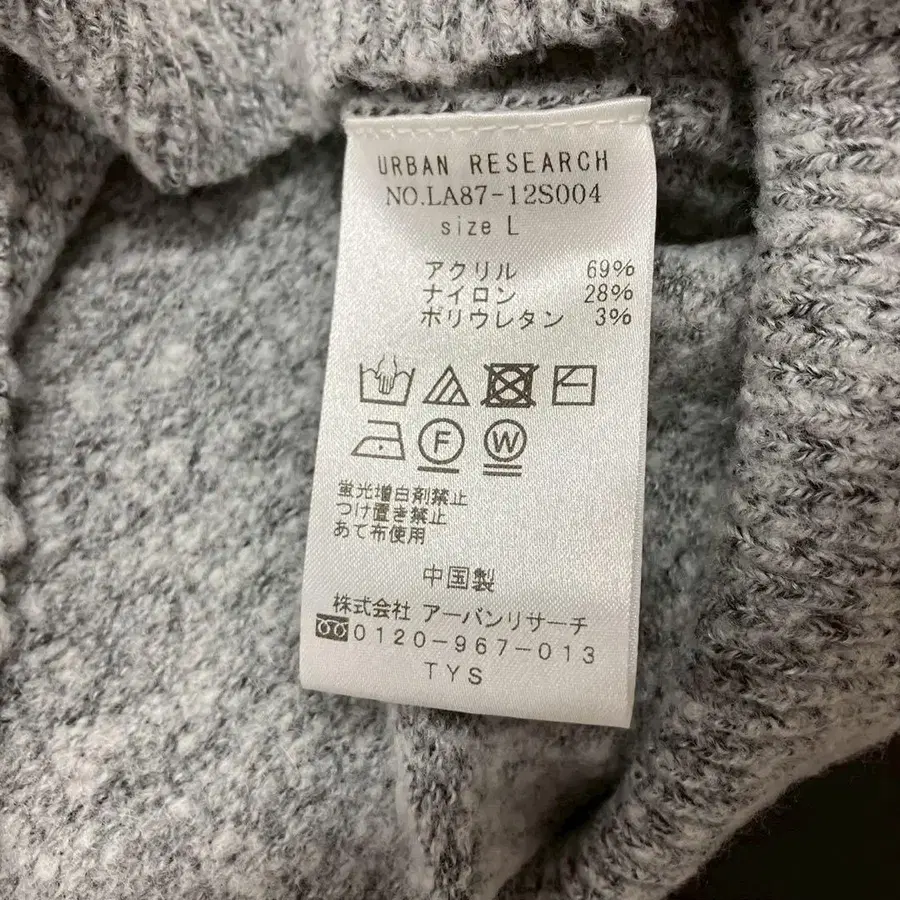 URBAN RESEARCH
NO.LA87-12S004
size L
アクリル 69%
ナイロン 28%
ポリウレタン 3%
F W
蛍光増白剤禁止
つけ置き禁止
あて布使用
中国製
株式会社 アーバンリサーチ
0120-967-013
TYS